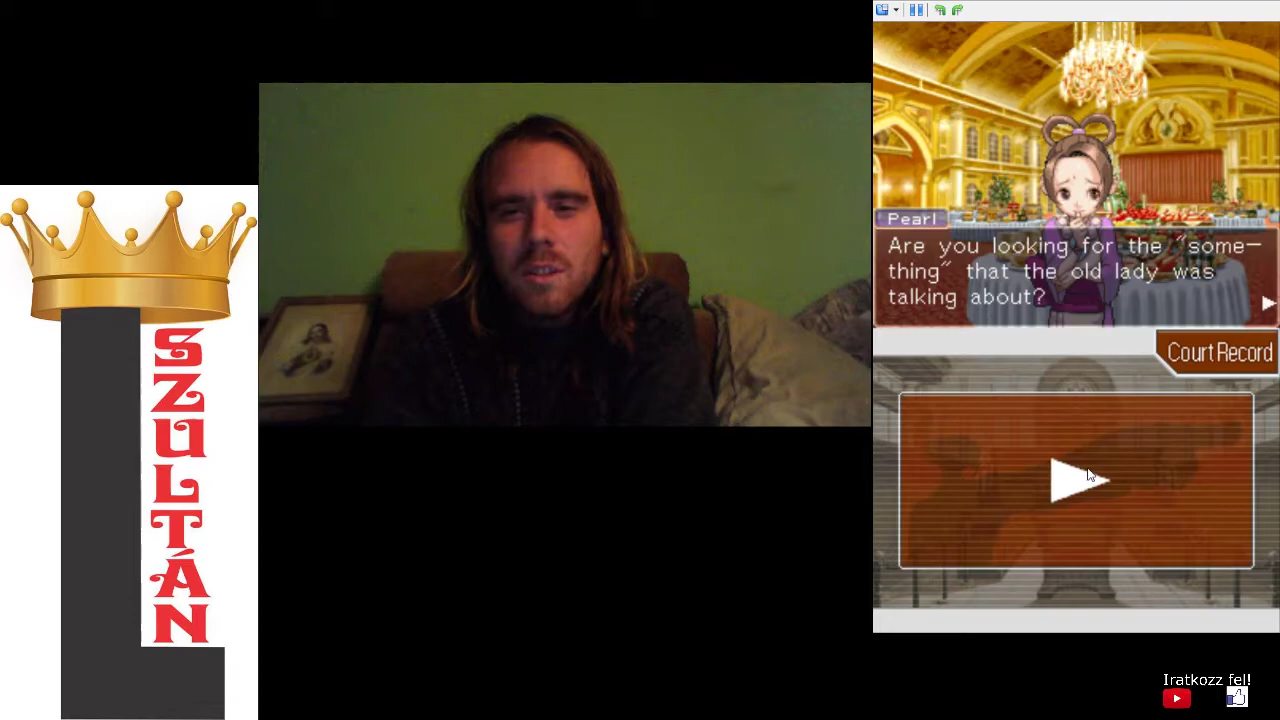 L
SZULTÁN
Pearl
Are you looking for the "some-
thing" that the old lady was
talking about?
Court Record
Iratkozz fel!